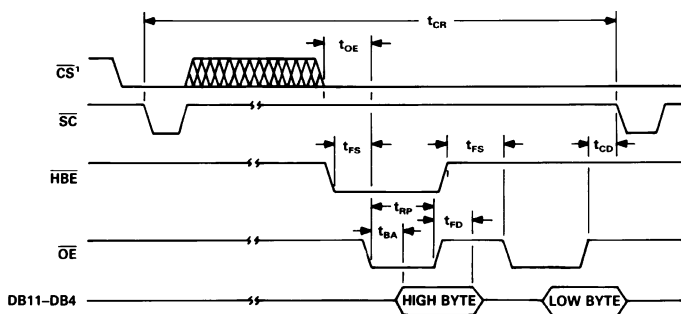 tCR
tOE
CS¹
SC
tFS
tFS
tCD
HBE
tRP
tFD
tBA
OE
DB11–DB4
HIGH BYTE
LOW BYTE